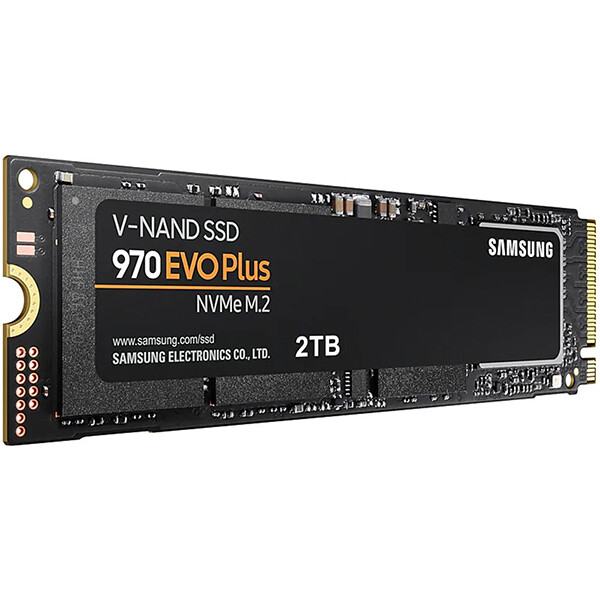 V-NAND SSD
970 EVO Plus
NVMe M.2
www.samsung.com/ssd
SAMSUNG ELECTRONICS CO., LTD.
2TB
SAMSUNG